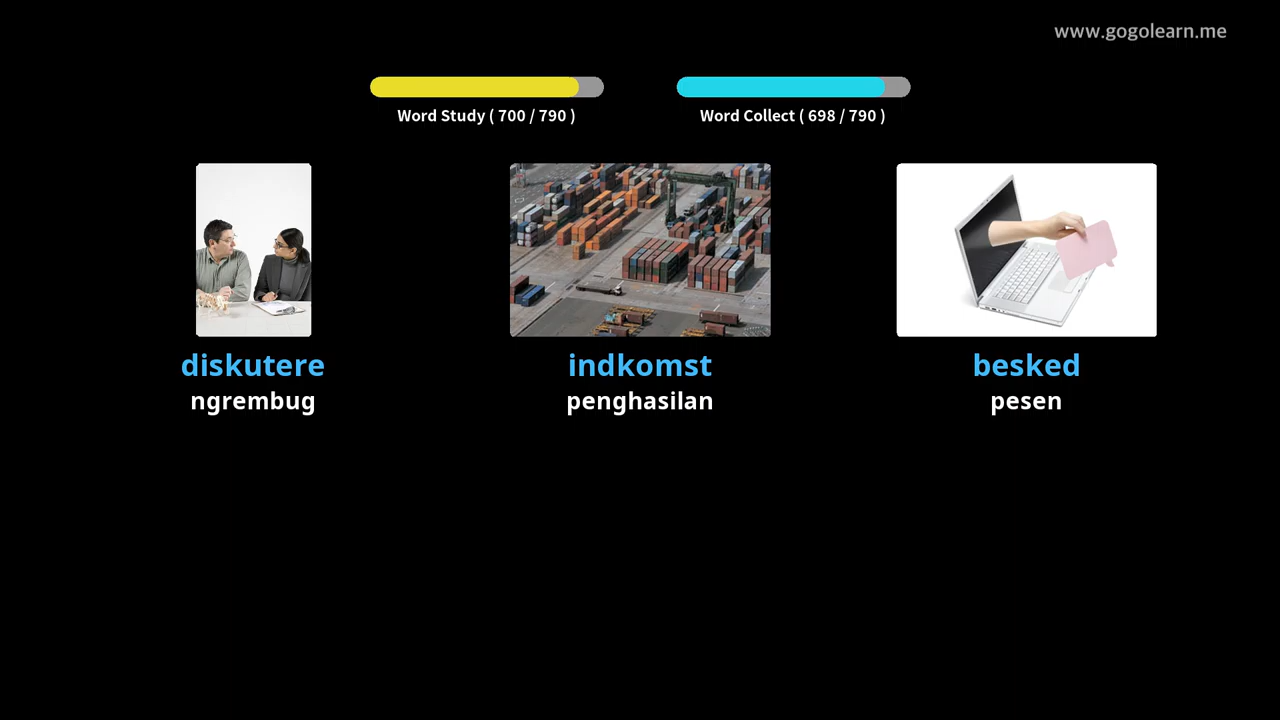 www.gogolearn.me
Word Study ( 700 / 790 )
Word Collect ( 698 / 790 )
diskutere
ngrembug
indkomst
penghasilan
besked
pesen